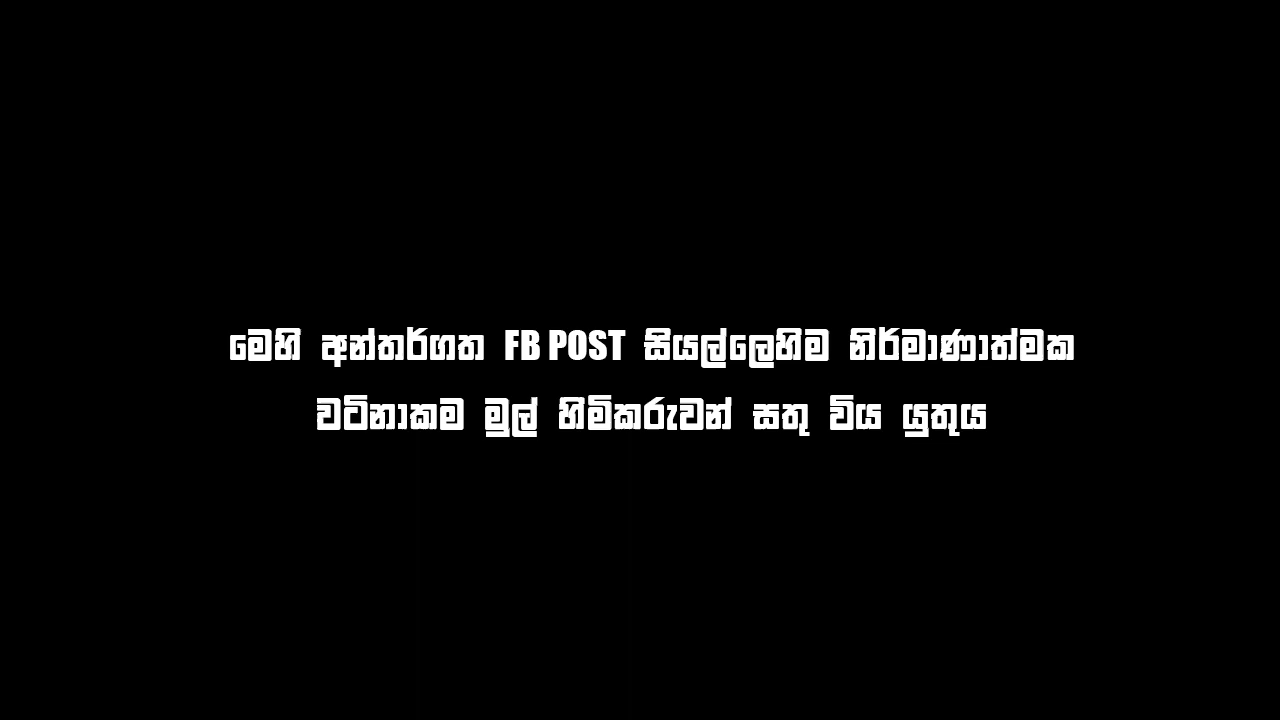 මෙහි අන්තර්ගත FB POST සියල්ලෙහිම නිර්මාණාත්මක
වටිනාකම මුල් හිමිකරුවන් සතු විය යුතුය